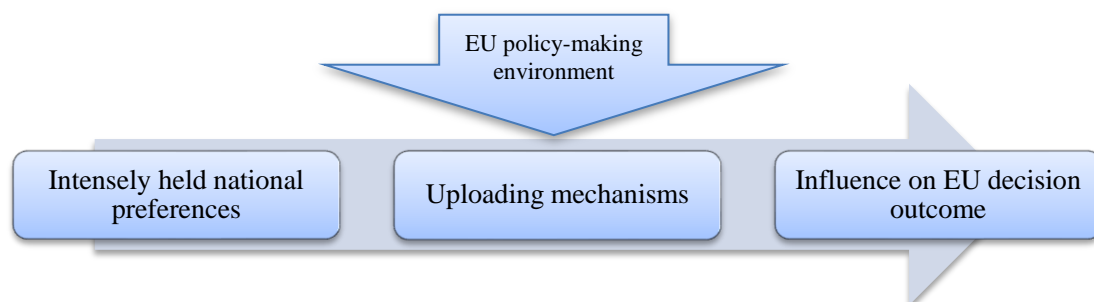 EU policy-making
environment
Intensely held national
preferences
Uploading mechanisms
Influence on EU decision
outcome